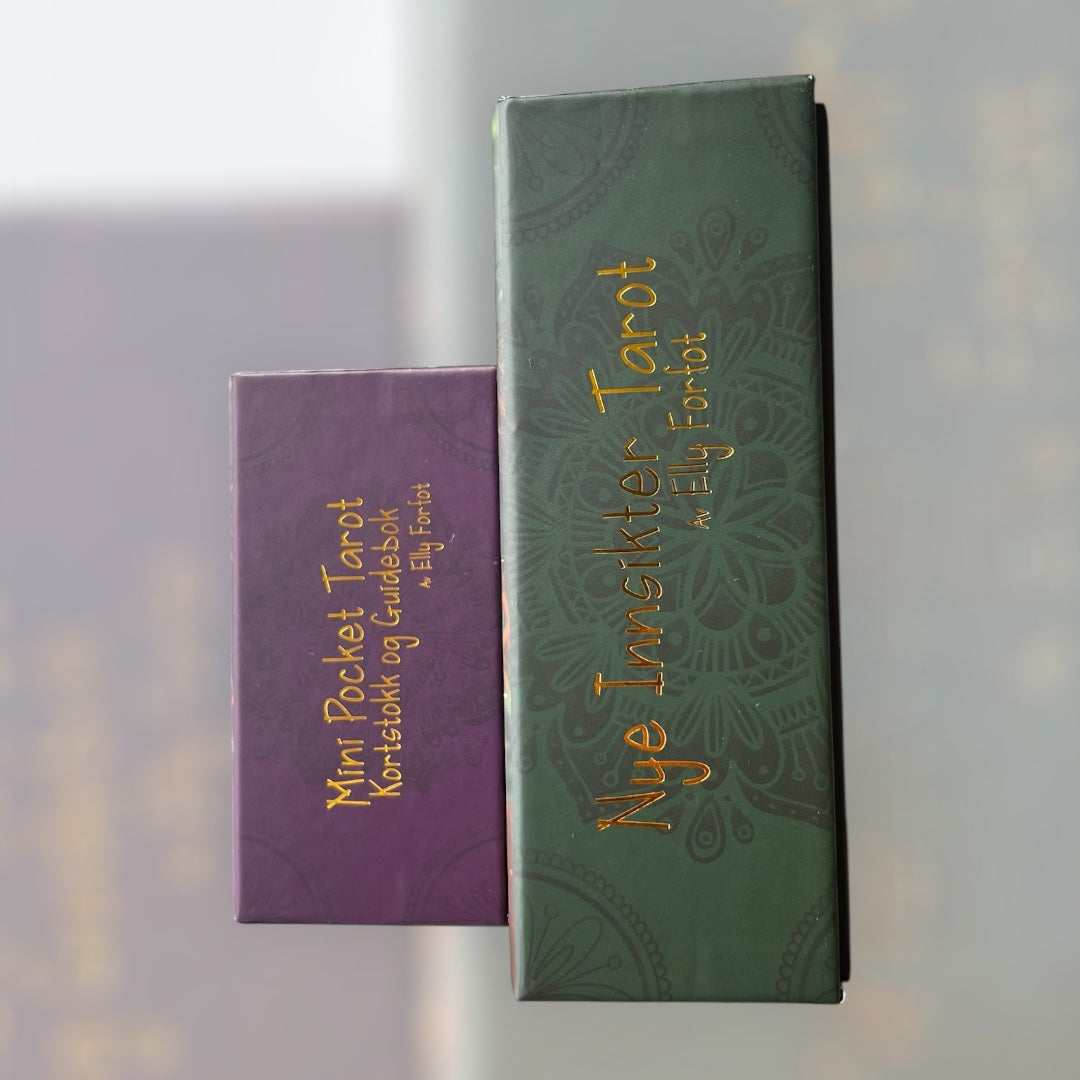 Mini Pocket Tarot
Kortstokk og Guidebok
Av Elly Forfot
Nye Innsikter Tarot
Av Elly Forfot